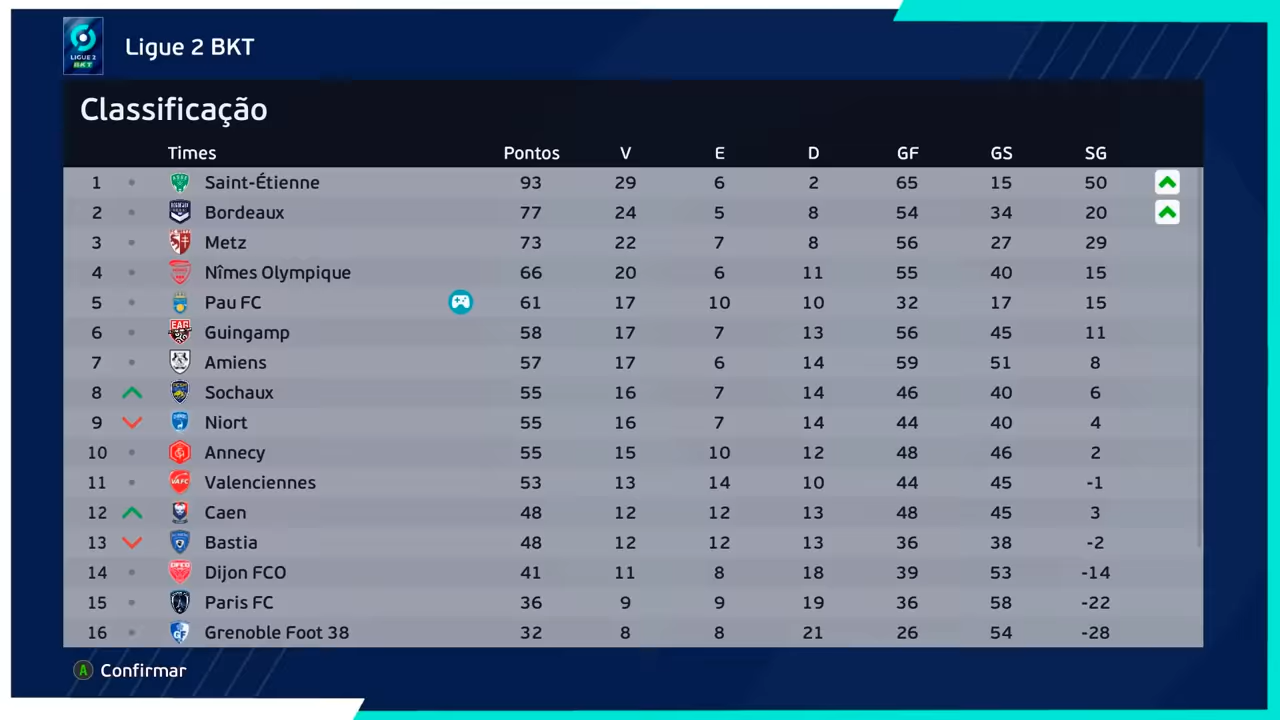 LIGUE 2
BKT
Ligue 2 BKT
Classificação
Times Pontos V E D GF GS SG
1 Saint-Étienne 93 29 6 2 65 15 50
2 Bordeaux 77 24 5 8 54 34 20
3 Metz 73 22 7 8 56 27 29
4 Nîmes Olympique 66 20 6 11 55 40 15
5 Pau FC 61 17 10 10 32 17 15
6 EAG Guingamp 58 17 7 13 56 45 11
7 Amiens 57 17 6 14 59 51 8
8 Sochaux 55 16 7 14 46 40 6
9 Niort 55 16 7 14 44 40 4
10 Annecy 55 15 10 12 48 46 2
11 VAFC Valenciennes 53 13 14 10 44 45 -1
12 Caen 48 12 12 13 48 45 3
13 Bastia 48 12 12 13 36 38 -2
14 DFCO Dijon FCO 41 11 8 18 39 53 -14
15 Paris FC 36 9 9 19 36 58 -22
16 GF Grenoble Foot 38 32 8 8 21 26 54 -28
A Confirmar